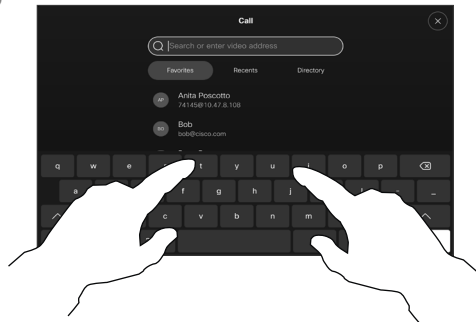 Call
Search or enter video address
Favorites Recents Directory
AP Anita Poscotto
74145@10.47.8.108
BO Bob
bob@cisco.com
q w e t y u o p
a f g h j
c v b n m